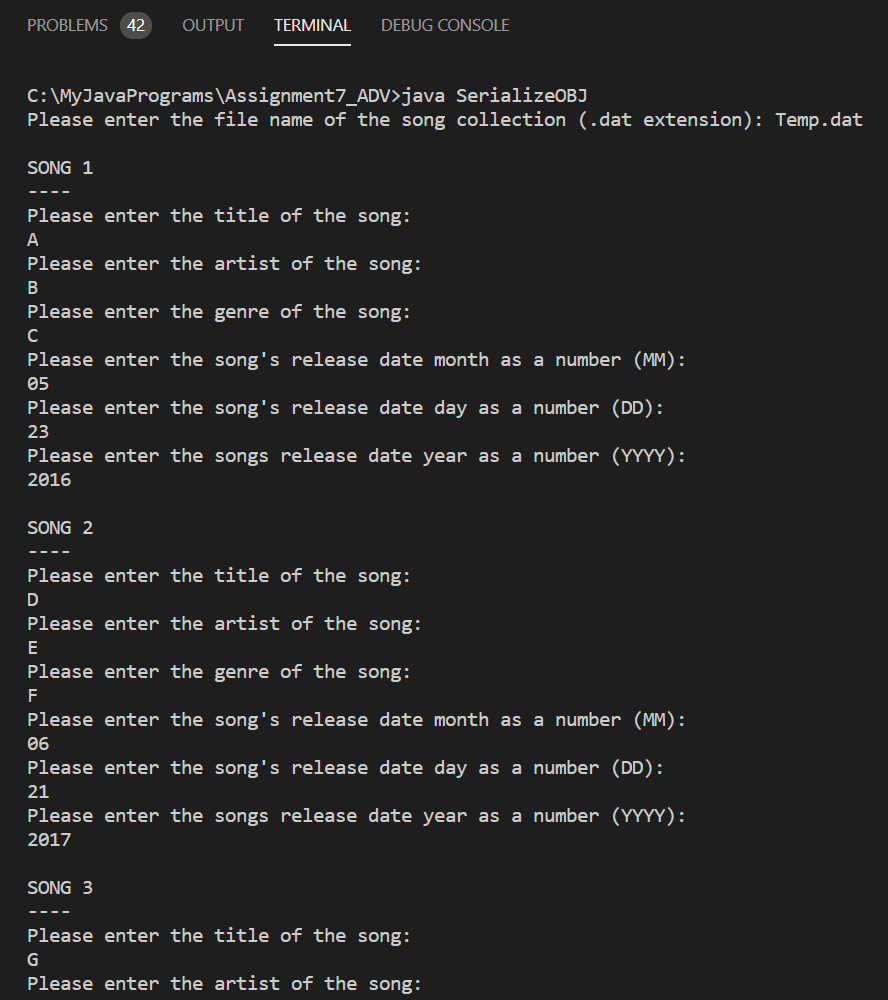 PROBLEMS 42 OUTPUT TERMINAL DEBUG CONSOLE
C:\MyJavaPrograms\Assignment7_ADV>java SerializeOBJ
Please enter the file name of the song collection (.dat extension): Temp.dat
SONG 1
----
Please enter the title of the song:
A
Please enter the artist of the song:
B
Please enter the genre of the song:
C
Please enter the song's release date month as a number (MM):
05
Please enter the song's release date day as a number (DD):
23
Please enter the songs release date year as a number (YYYY):
2016
SONG 2
----
Please enter the title of the song:
D
Please enter the artist of the song:
E
Please enter the genre of the song:
F
Please enter the song's release date month as a number (MM):
06
Please enter the song's release date day as a number (DD):
21
Please enter the songs release date year as a number (YYYY):
2017
SONG 3
----
Please enter the title of the song:
G
Please enter the artist of the song: